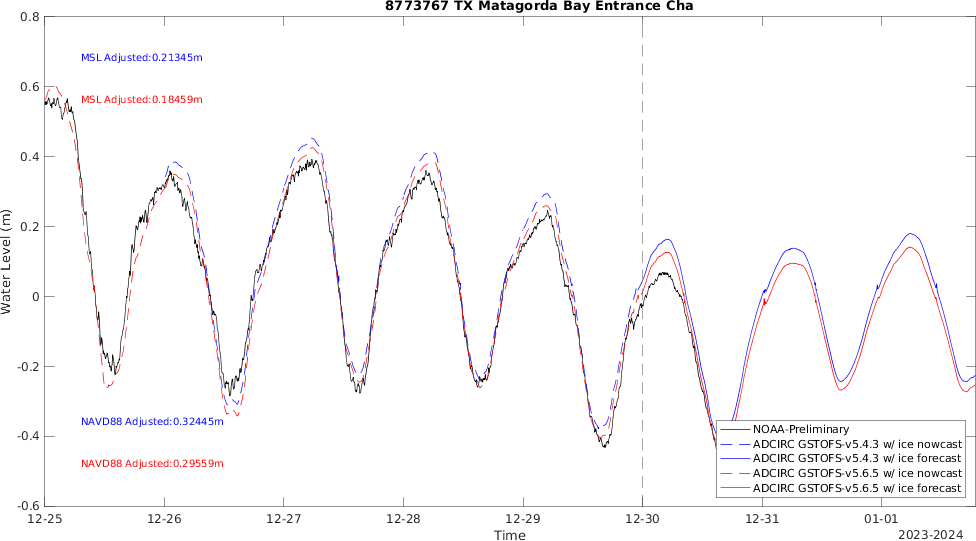 8773767 TX Matagorda Bay Entrance Cha
0.8
0.6
0.4
0.2
0
-0.2
-0.4
-0.6
Water Level (m)
MSL Adjusted:0.21345m
MSL Adjusted:0.18459m
NAVD88 Adjusted:0.32445m
NAVD88 Adjusted:0.29559m
NOAA-Preliminary
ADCIRC GSTOFS-v5.4.3 w/ ice nowcast
ADCIRC GSTOFS-v5.4.3 w/ ice forecast
ADCIRC GSTOFS-v5.6.5 w/ ice nowcast
ADCIRC GSTOFS-v5.6.5 w/ ice forecast
12-25 12-26 12-27 12-28 12-29 12-30 12-31 01-01
Time
2023-2024